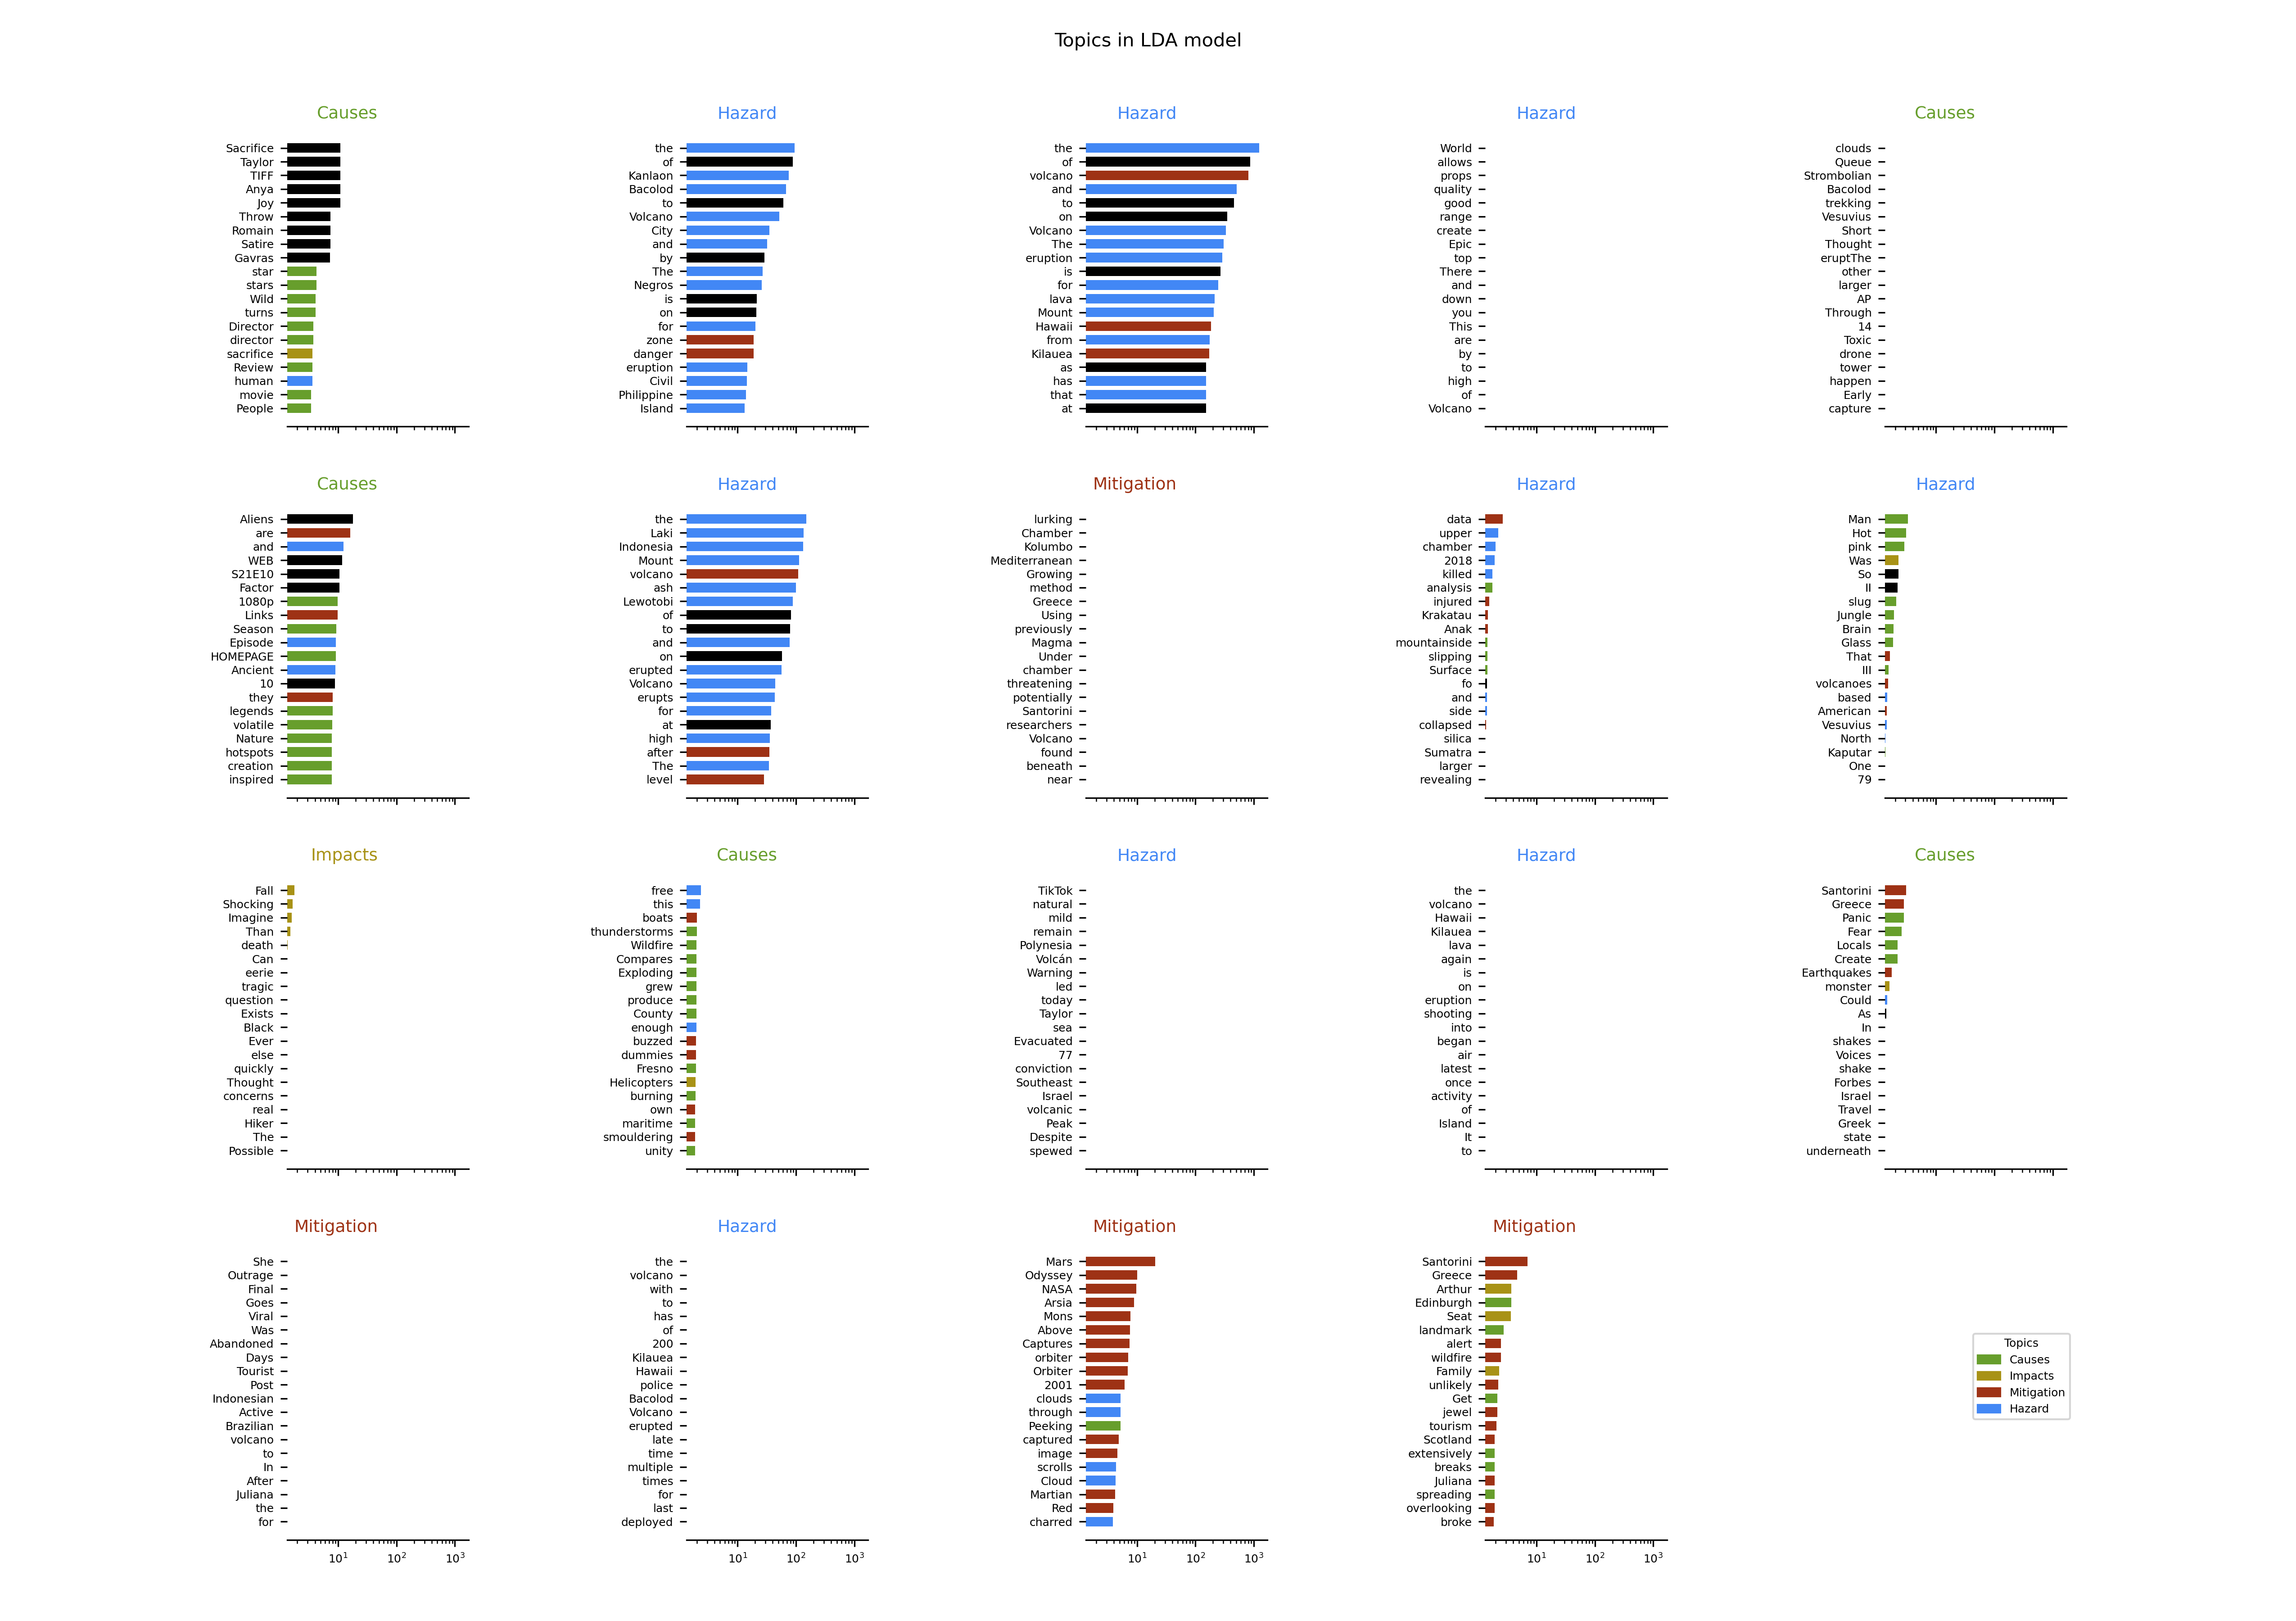 Topics in LDA model
Causes
Sacrifice
Taylor
TIFF
Anya
Joy
Throw
Romain
Satire
Gavras
star
stars
Wild
turns
Director
director
sacrifice
Review
human
movie
People
Hazard
the
of
Kanlaon
Bacolod
to
Volcano
City
and
by
The
Negros
is
on
for
zone
danger
eruption
Civil
Philippine
Island
Hazard
the
of
volcano
and
to
on
Volcano
The
eruption
is
for
lava
Mount
Hawaii
from
Kilauea
as
has
that
at
Hazard
World
allows
props
quality
good
range
create
Epic
top
There
and
down
you
This
are
by
to
high
of
Volcano
Causes
clouds
Queue
Strombolian
Bacolod
trekking
Vesuvius
Short
Thought
eruptThe
other
larger
AP
Through
14
Toxic
drone
tower
happen
Early
capture
Causes
Aliens
are
and
WEB
S21E10
Factor
1080p
Links
Season
Episode
HOMEPAGE
Ancient
10
they
legends
volatile
Nature
hotspots
creation
inspired
Hazard
the
Laki
Indonesia
Mount
volcano
ash
Lewotobi
of
to
and
on
erupted
Volcano
erupts
for
at
high
after
The
level
Mitigation
lurking
Chamber
Kolumbo
Mediterranean
Growing
method
Greece
Using
previously
Magma
Under
chamber
threatening
potentially
Santorini
researchers
Volcano
found
beneath
near
Hazard
data
upper
chamber
2018
killed
analysis
injured
Krakatau
Anak
mountainside
slipping
Surface
fo
and
side
collapsed
silica
Sumatra
larger
revealing
Hazard
Man
Hot
pink
Was
So
II
slug
Jungle
Brain
Glass
That
III
volcanoes
based
American
Vesuvius
North
Kaputar
One
79
Impacts
Fall
Shocking
Imagine
Than
death
Can
eerie
tragic
question
Exists
Black
Ever
else
quickly
Thought
concerns
real
Hiker
The
Possible
Causes
free
this
boats
thunderstorms
Wildfire
Compares
Exploding
grew
produce
County
enough
buzzed
dummies
Fresno
Helicopters
burning
own
maritime
smouldering
unity
Hazard
TikTok
natural
mild
remain
Polynesia
Volcán
Warning
led
today
Taylor
sea
Evacuated
77
conviction
Southeast
Israel
volcanic
Peak
Despite
spewed
Hazard
the
volcano
Hawaii
Kilauea
lava
again
is
on
eruption
shooting
into
began
air
latest
once
activity
of
Island
It
to
Causes
Santorini
Greece
Panic
Fear
Locals
Create
Earthquakes
monster
Could
As
In
shakes
Voices
shake
Forbes
Israel
Travel
Greek
state
underneath
Mitigation
She
Outrage
Final
Goes
Viral
Was
Abandoned
Days
Tourist
Post
Indonesian
Active
Brazilian
volcano
to
In
After
Juliana
the
for
10¹ 10² 10³
Hazard
the
volcano
with
to
has
of
200
Kilauea
Hawaii
police
Bacolod
Volcano
erupted
late
time
multiple
times
for
last
deployed
10¹ 10² 10³
Mitigation
Mars
Odyssey
NASA
Arsia
Mons
Above
Captures
orbiter
Orbiter
2001
clouds
through
Peeking
captured
image
scrolls
Cloud
Martian
Red
charred
10¹ 10² 10³
Mitigation
Santorini
Greece
Arthur
Edinburgh
Seat
landmark
alert
wildfire
Family
unlikely
Get
jewel
tourism
Scotland
extensively
breaks
Juliana
spreading
overlooking
broke
10¹ 10² 10³
Topics
Causes
Impacts
Mitigation
Hazard